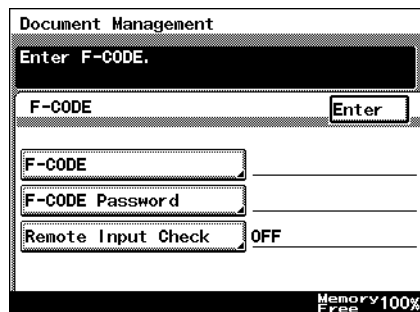 Document Management
Enter F-CODE.
F-CODE
Enter
F-CODE
F-CODE Password
Remote Input Check OFF
Memory Free 100%